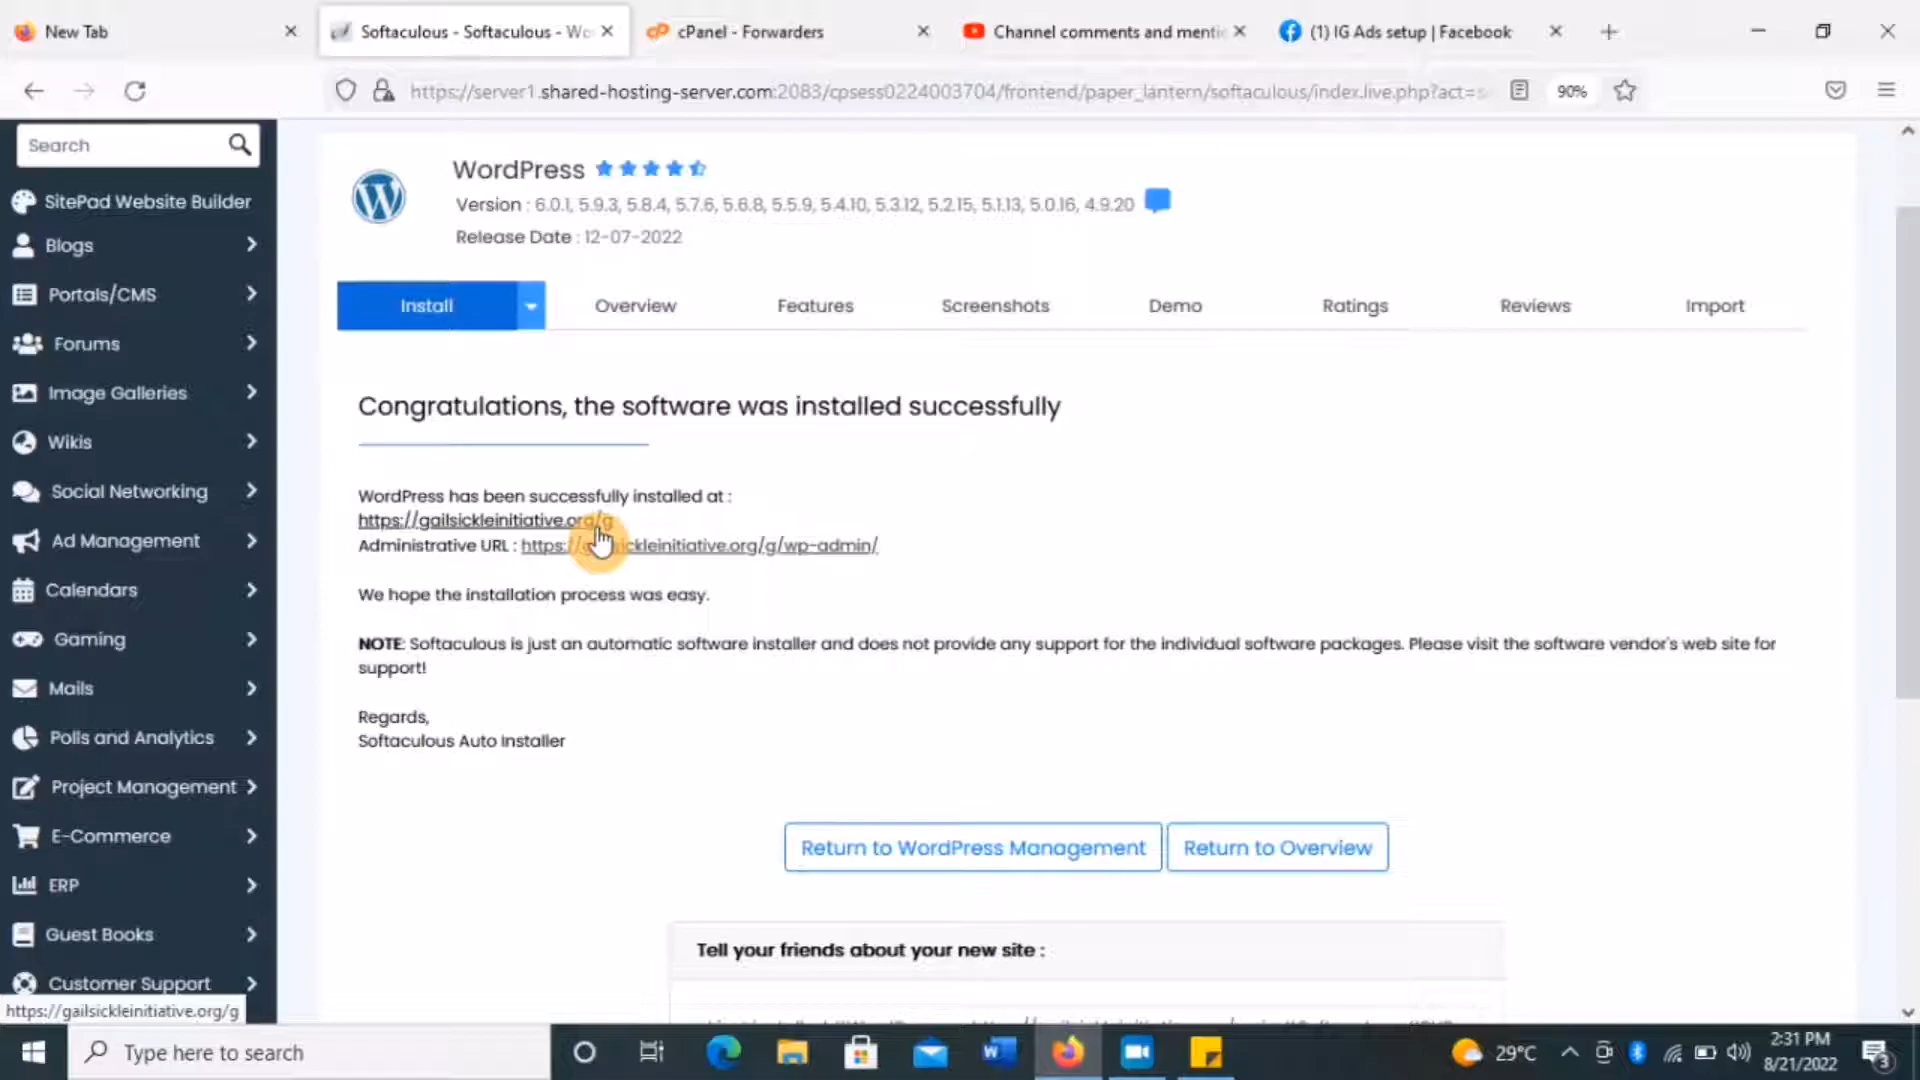 New Tab
Softaculous - Softaculous - Wo
cPanel - Forwarders
Channel comments and menti
(1) IG Ads setup | Facebook
https://server1.shared-hosting-server.com:2083/cpsess0224003704/frontend/paper_lantern/softaculous/index.live.php?act=s
90%
Search
SitePad Website Builder
Blogs
Portals/CMS
Forums
Image Galleries
Wikis
Social Networking
Ad Management
Calendars
Gaming
Mails
Polls and Analytics
Project Management
E-Commerce
ERP
Guest Books
Customer Support
https://gailsickleinitiative.org/g
WordPress
Version : 6.0.1, 5.9.3, 5.8.4, 5.7.6, 5.6.8, 5.5.9, 5.4.10, 5.3.12, 5.2.15, 5.1.13, 5.0.16, 4.9.20
Release Date : 12-07-2022
Install
Overview
Features
Screenshots
Demo
Ratings
Reviews
Import
Congratulations, the software was installed successfully
WordPress has been successfully installed at :
https://gailsickleinitiative.org/g
Administrative URL : https://g ickleinitiative.org/g/wp-admin/
We hope the installation process was easy.
NOTE: Softaculous is just an automatic software installer and does not provide any support for the individual software packages. Please visit the software vendor's web site for
support!
Regards,
Softaculous Auto Installer
Return to WordPress Management
Return to Overview
Tell your friends about your new site :
Type here to search
29°C
2:31 PM
8/21/2022
3